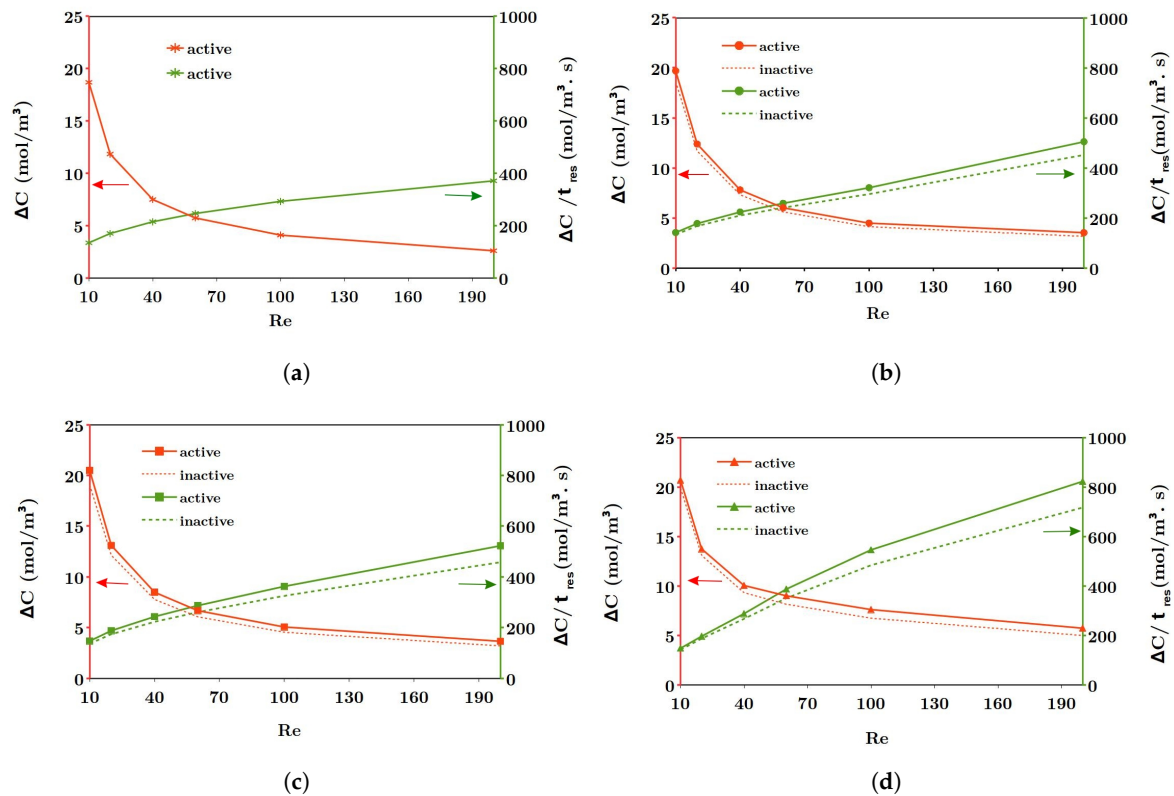 25
20
15
10
5
0
ΔC (mol/m³)
active
active
1000
800
600
400
200
0
ΔC /t res (mol/m³. s)
10 40 70 100 130 160 190
Re
(a)
25
20
15
10
5
0
ΔC (mol/m³)
active
inactive
active
inactive
1000
800
600
400
200
0
ΔC/t res(mol/m³. s)
10 40 70 100 130 160 190
Re
(b)
25
20
15
10
5
0
ΔC (mol/m³)
active
inactive
active
inactive
1000
800
600
400
200
0
ΔC/ t res(mol/m³. s)
10 40 70 100 130 160 190
Re
(c)
25
20
15
10
5
0
ΔC (mol/m³)
active
inactive
active
inactive
1000
800
600
400
200
0
ΔC/ t res(mol/m³. s)
10 40 70 100 130 160 190
Re
(d)